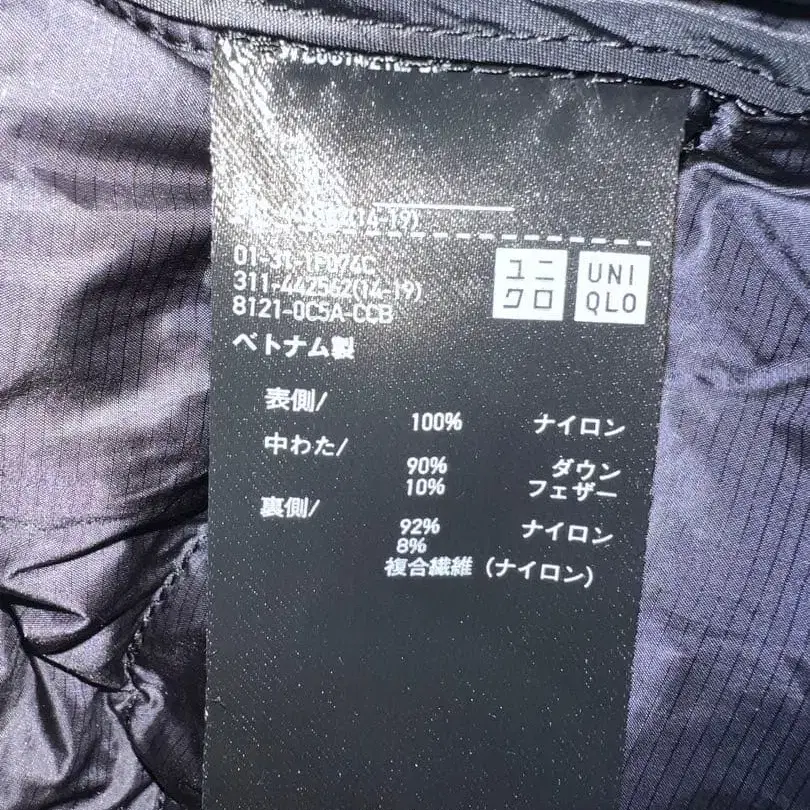 (14-19)
01-31-1F074C
311-442562(14-19)
8121-0C5A-CCB
ユニ
クロ
UNI
QLO
ベトナム製
表側/
100% ナイロン
中わた/
90% ダウン
10% フェザー
裏側/
92% ナイロン
8%
複合繊維 (ナイロン)